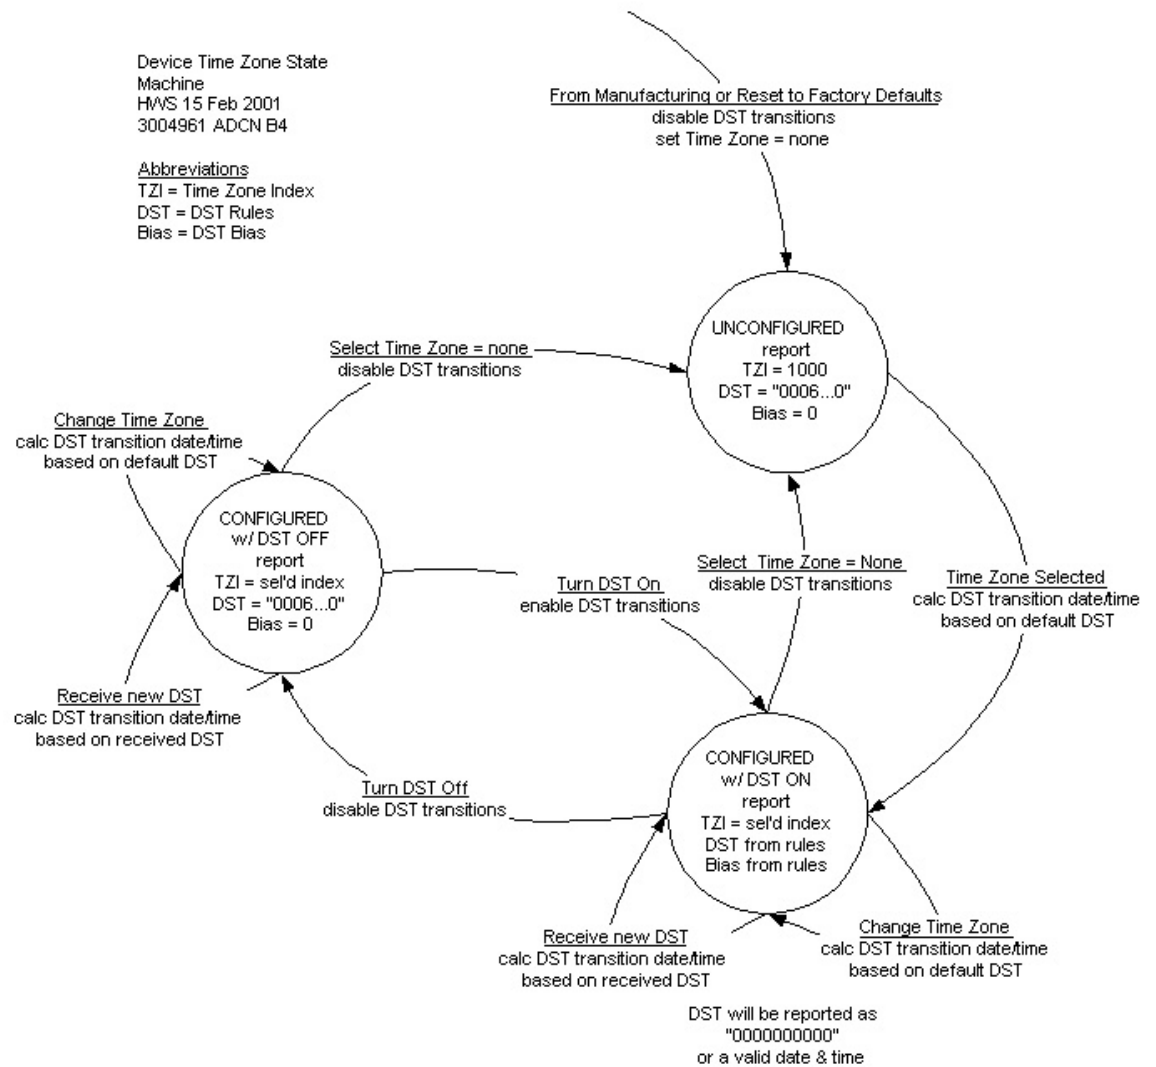 Device Time Zone State
Machine
HWS 15 Feb 2001
3004961 ADCN B4
Abbreviations
TZI = Time Zone Index
DST = DST Rules
Bias = DST Bias
From Manufacturing or Reset to Factory Defaults
disable DST transitions
set Time Zone = none
UNCONFIGURED
report
TZI = 1000
DST = "0006...0"
Bias = 0
Select Time Zone = none
disable DST transitions
Change Time Zone
calc DST transition date/time
based on default DST
CONFIGURED
w/ DST OFF
report
TZI = sel'd index
DST = "0006...0"
Bias = 0
Turn DST On
enable DST transitions
Select Time Zone = None
disable DST transitions
Time Zone Selected
calc DST transition date/time
based on default DST
Receive new DST
calc DST transition date/time
based on received DST
Turn DST Off
disable DST transitions
CONFIGURED
w/ DST ON
report
TZI = sel'd index
DST from rules
Bias from rules
Receive new DST
calc DST transition date/time
based on received DST
Change Time Zone
calc DST transition date/time
based on default DST
DST will be reported as
"0000000000"
or a valid date & time